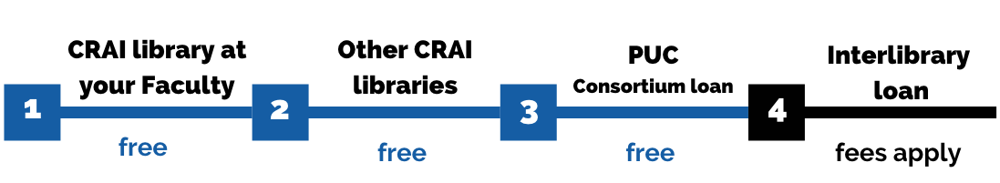 1
CRAI library at
your Faculty
free
2
Other CRAI
libraries
free
3
PUC
Consortium loan
free
4
Interlibrary
loan
fees apply